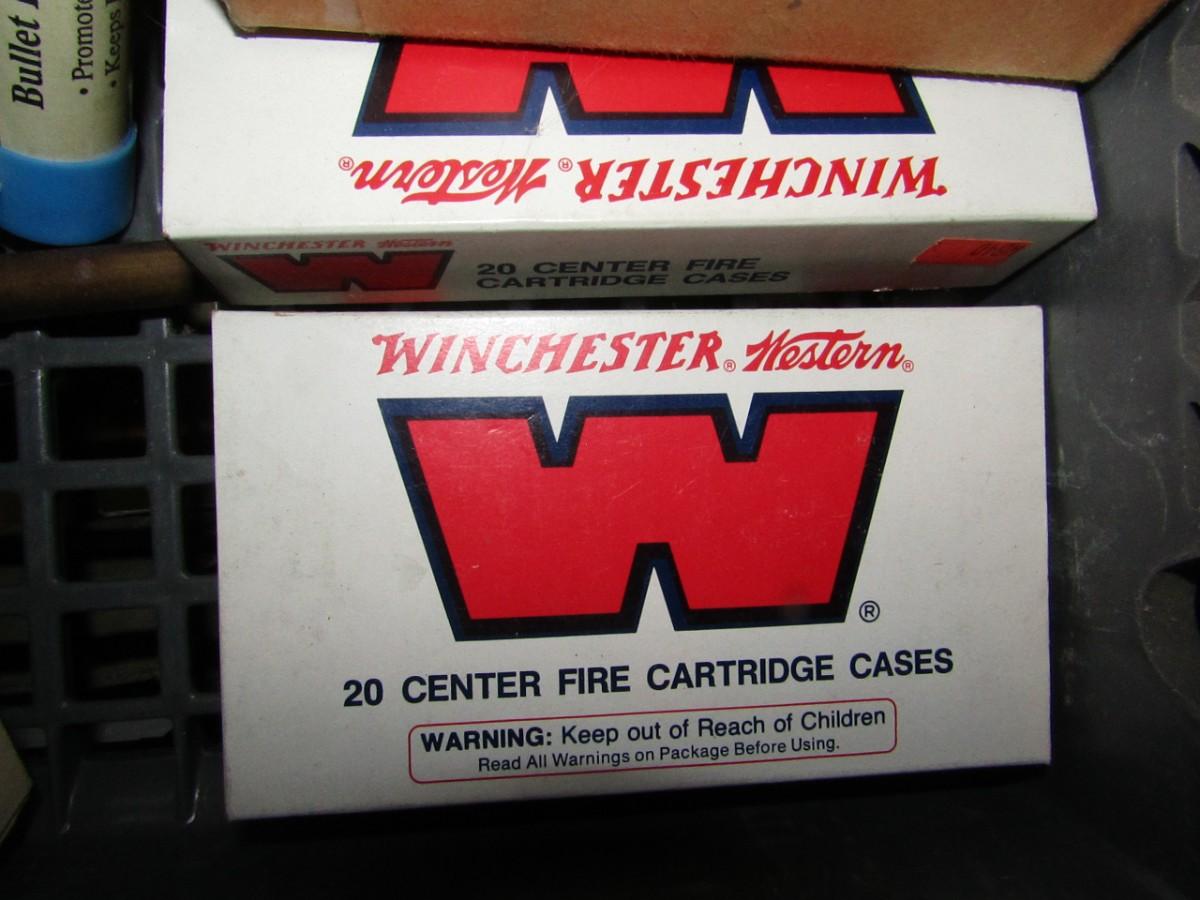 Bullet
• Promote
• Keeps
WINCHESTER® Western®
WINCHESTER Western
20 CENTER FIRE
CARTRIDGE CASES
WINCHESTER® Western®
W®
20 CENTER FIRE CARTRIDGE CASES
WARNING: Keep out of Reach of Children
Read All Warnings on Package Before Using.